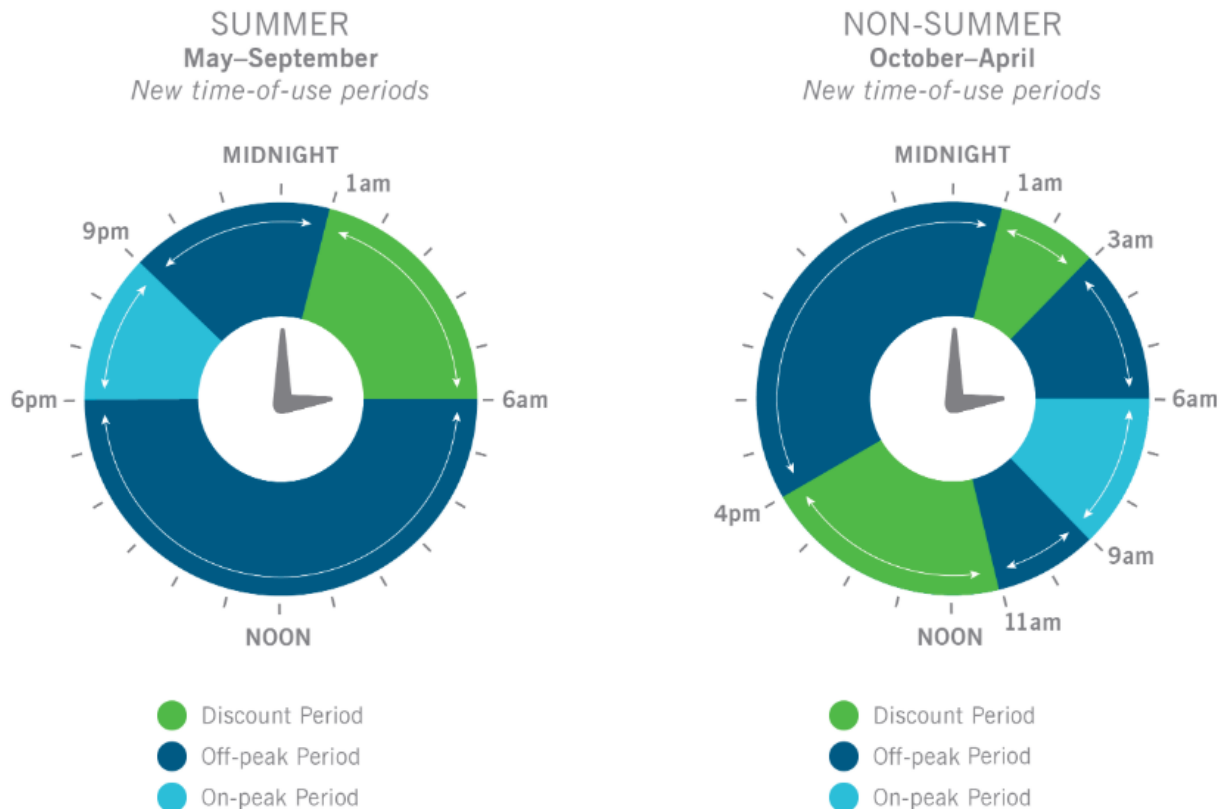 SUMMER
May–September
New time-of-use periods
MIDNIGHT
1am
9pm
6pm
6am
NOON
Discount Period
Off-peak Period
On-peak Period
NON-SUMMER
October–April
New time-of-use periods
MIDNIGHT
1am
3am
6am
4pm
9am
11am
NOON
Discount Period
Off-peak Period
On-peak Period